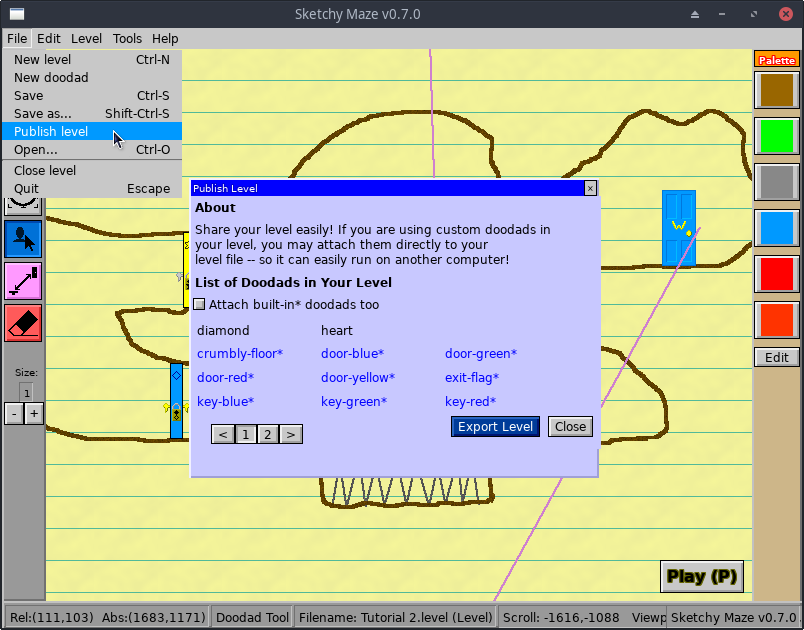 Sketchy Maze v0.7.0
File Edit Level Tools Help
New level Ctrl-N
New doodad
Save Ctrl-S
Save as... Shift-Ctrl-S
Publish level
Open... Ctrl-O
Close level
Quit Escape
Palette
Publish Level
About
Share your level easily! If you are using custom doodads in
your level, you may attach them directly to your
level file -- so it can easily run on another computer!
List of Doodads in Your Level
Attach built-in* doodads too
diamond heart
crumbly-floor* door-blue* door-green*
door-red* door-yellow* exit-flag*
key-blue* key-green* key-red*
< 1 2 >
Export Level Close
Size:
1
- +
Edit
Play (P)
Rel:(111,103) Abs:(1683,1171) Doodad Tool Filename: Tutorial 2.level (Level) Scroll: -1616,-1088 Viewp Sketchy Maze v0.7.0